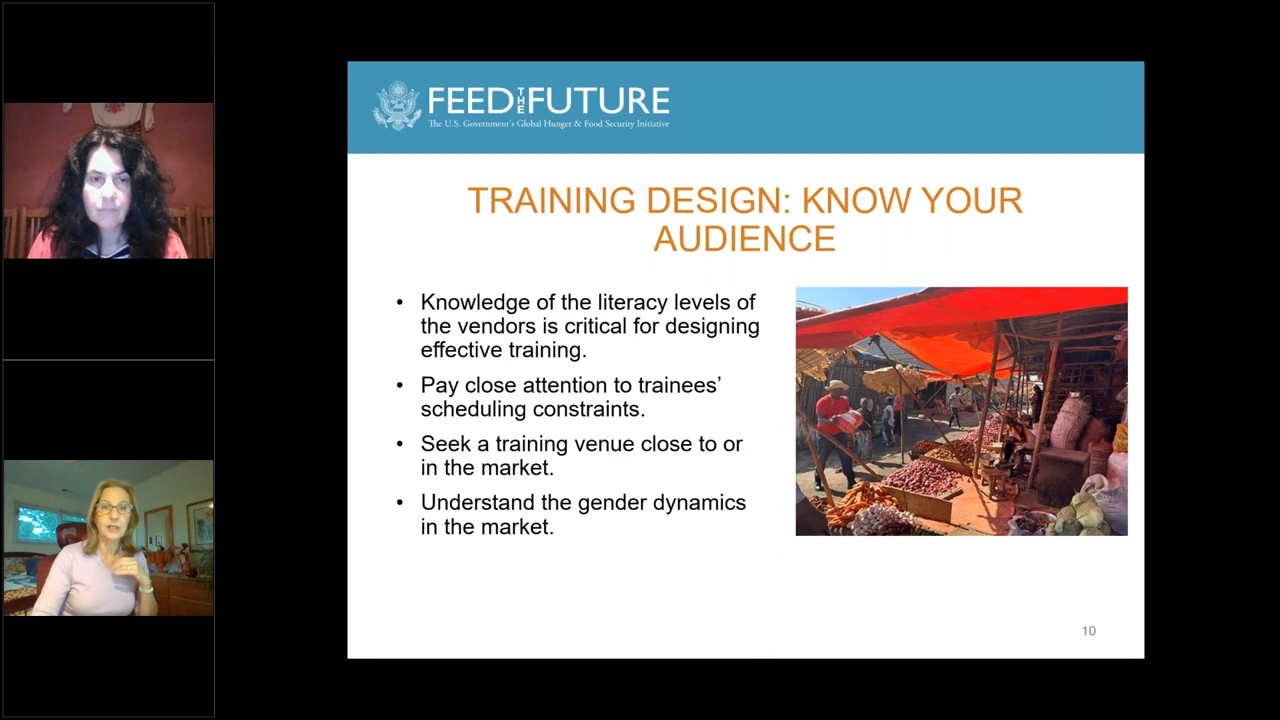 FEED THE FUTURE
The U.S. Government's Global Hunger & Food Security Initiative
TRAINING DESIGN: KNOW YOUR
AUDIENCE
• Knowledge of the literacy levels of
the vendors is critical for designing
effective training.
• Pay close attention to trainees’
scheduling constraints.
• Seek a training venue close to or
in the market.
• Understand the gender dynamics
in the market.
10